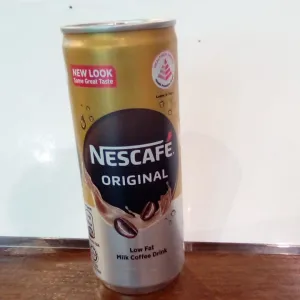 NEW LOOK
Same Great Taste
NESCAFÉ
ORIGINAL
Low Fat
Milk Coffee Drink